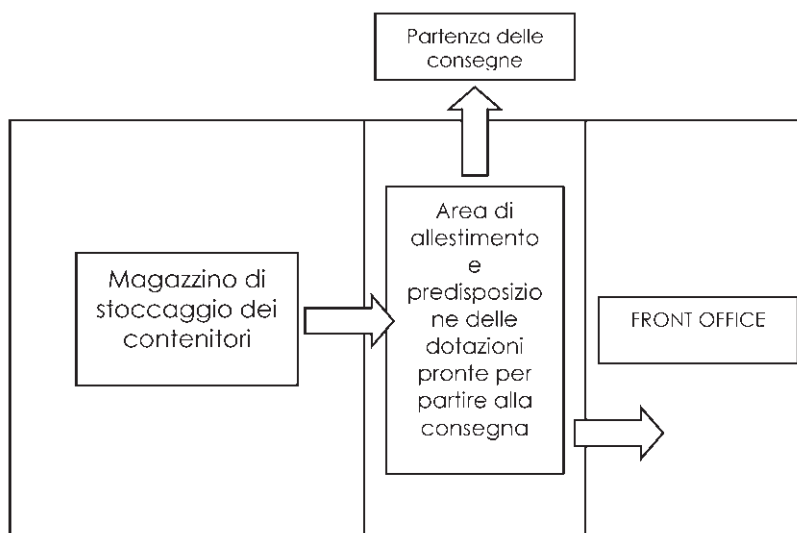 Partenza delle
consegne
Magazzino di
stoccaggio dei
contenitori
Area di
allestimento
e
predisposizio
ne delle
dotazioni
pronte per
partire alla
consegna
FRONT OFFICE